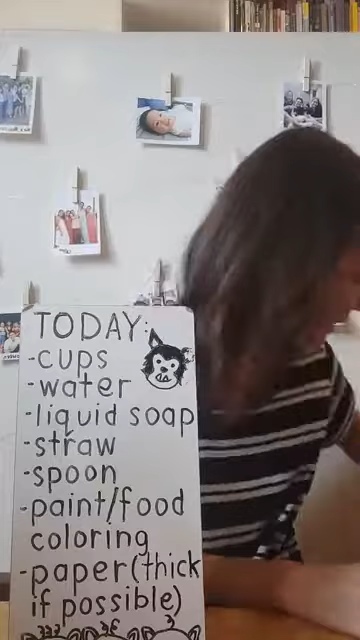 TODAY:
-cups
-water
-liquid soap
-straw
-spoon
-paint/food
coloring
-paper(thick
if possible)